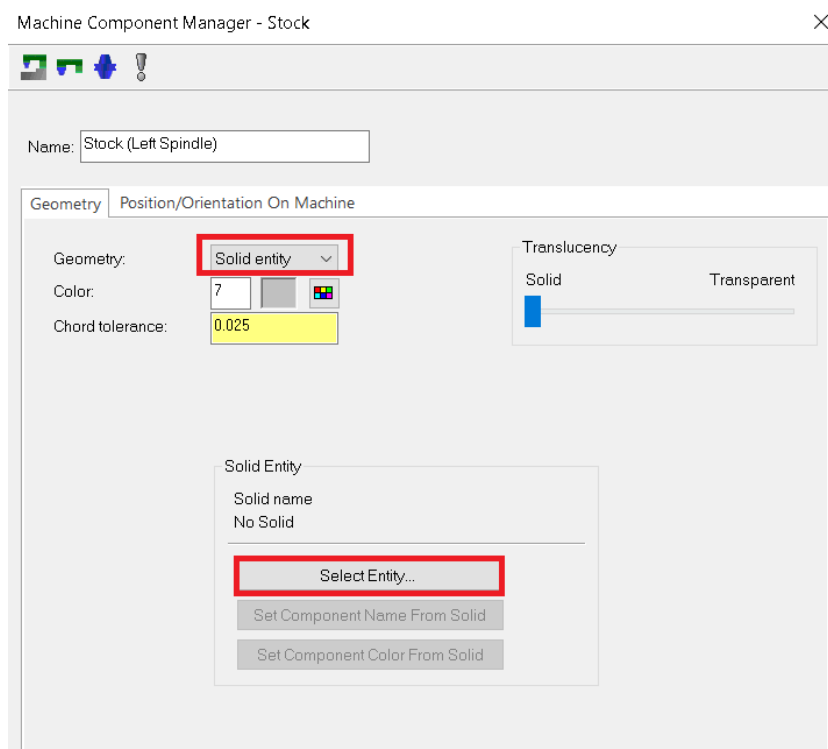 Machine Component Manager - Stock
Name: Stock (Left Spindle)
Geometry Position/Orientation On Machine
Geometry: Solid entity
Color: 7
Chord tolerance: 0.025
Translucency
Solid Transparent
Solid Entity
Solid name
No Solid
Select Entity...
Set Component Name From Solid
Set Component Color From Solid